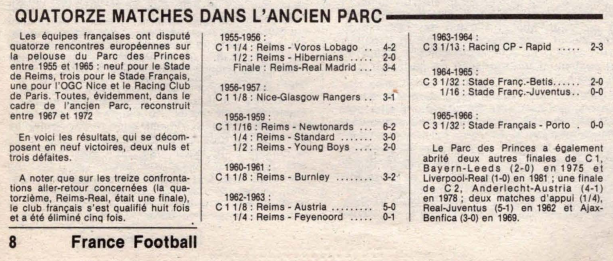 QUATORZE MATCHES DANS L'ANCIEN PARC
Les équipes françaises ont disputé
quatorze rencontres européennes sur
la pelouse du Parc des Princes
entre 1955 et 1965 : neuf pour le Stade
de Reims, trois pour le Stade Français,
une pour l'OGC Nice et le Racing Club
de Paris. Toutes, évidemment, dans le
cadre de l'ancien Parc, reconstruit
entre 1967 et 1972
En voici les résultats, qui se décom-
posent en neuf victoires, deux nuls et
trois défaites.
A noter que sur les treize confronta-
tions aller-retour concernées (la qua-
torzième, Reims-Real, était une finale),
le club français s'est qualifié huit fois
et a été éliminé cinq fois.
1955-1956 :
C 1 1/4 : Reims - Voros Lobago .. 4-2
1/2 : Reims - Hibernians ..... 2-0
Finale : Reims-Real Madrid ... 3-4
1956-1957 :
C 1 1/8 : Nice-Glasgow Rangers .. 3-1
1958-1959 :
C 1 1/16 : Reims - Newtonards ... 6-2
1/4 : Reims - Standard ....... 3-0
1/2 : Reims - Young Boys .... 2-0
1960-1961 :
C 1 1/8 : Reims - Burnley ....... 3-2
1962-1963 :
C 1 1/8 : Reims - Austria ......... 5-0
1/4 : Reims - Feyenoord ..... 0-1
1963-1964 :
C 3 1/13 : Racing CP - Rapid ..... 2-3
1964-1965 :
C 3 1/32 : Stade Franç.-Betis....... 2-0
1/16 : Stade Franç.-Juventus .. 0-0
1965-1966 :
C 3 1/32 : Stade Français - Porto . 0-0
Le Parc des Princes a également
abrité deux autres finales de C 1,
Bayern-Leeds (2-0) en 1975 et
Liverpool-Real (1-0) en 1981 ; une finale
de C 2, Anderlecht-Austria (4-1)
en 1978 ; deux matches d'appui (1/4),
Real-Juventus (5-1) en 1962 et Ajax-
Benfica (3-0) en 1969.
8 France Football